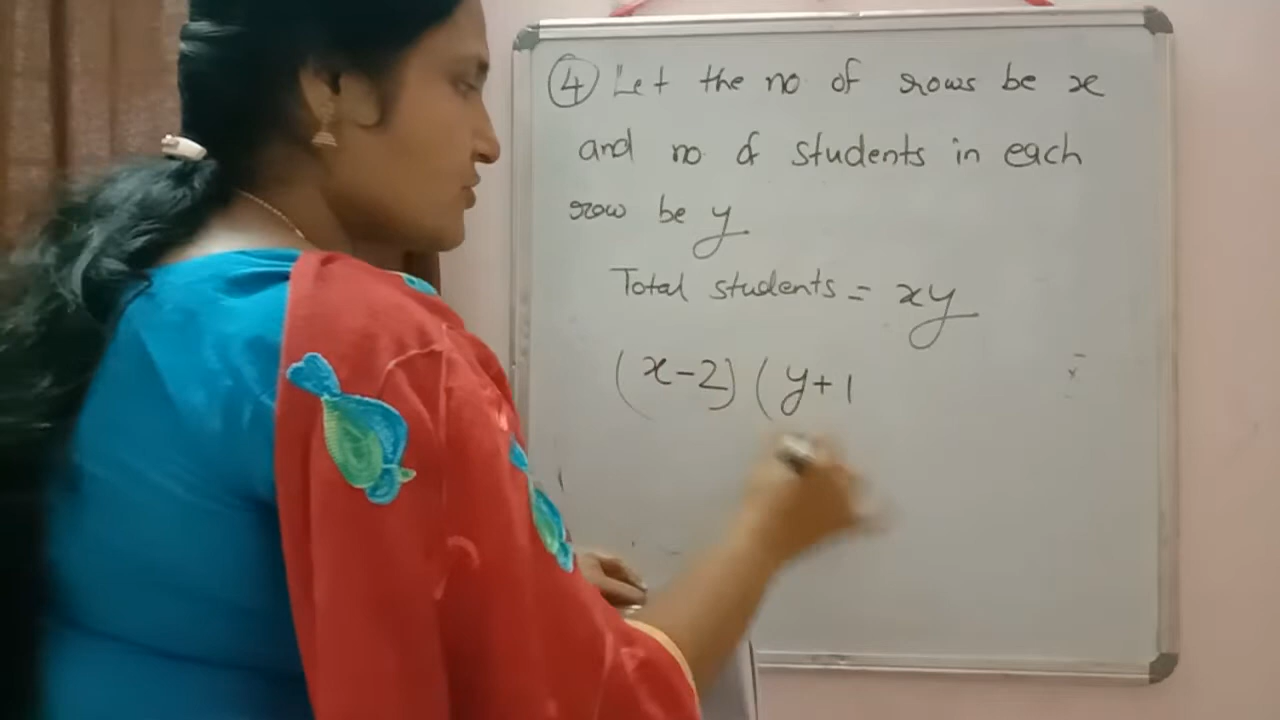 ④ Let the no of rows be x
and no. of students in each
row be y
Total students = xy
(x-2) (y+1